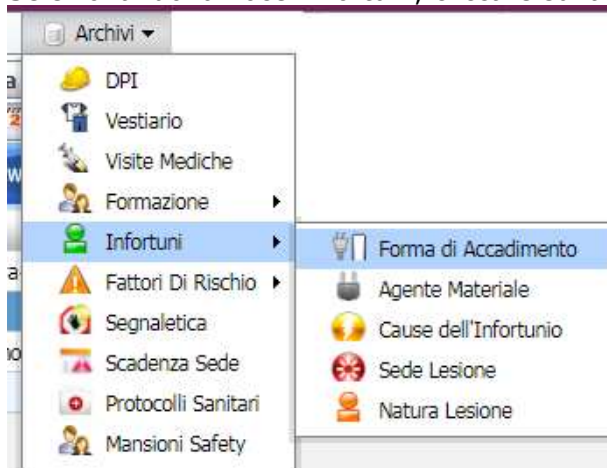 Archivi
DPI
Vestiario
Visite Mediche
Formazione
Infortuni
Fattori Di Rischio
Segnaletica
Scadenza Sede
Protocolli Sanitari
Mansioni Safety
Forma di Accadimento
Agente Materiale
Cause dell'Infortunio
Sede Lesione
Natura Lesione